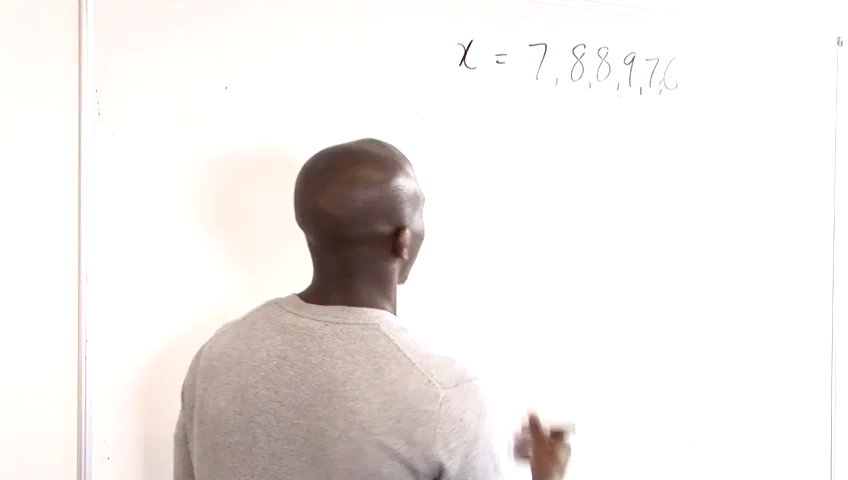 x = 7, 8, 8, 9, 7, 6